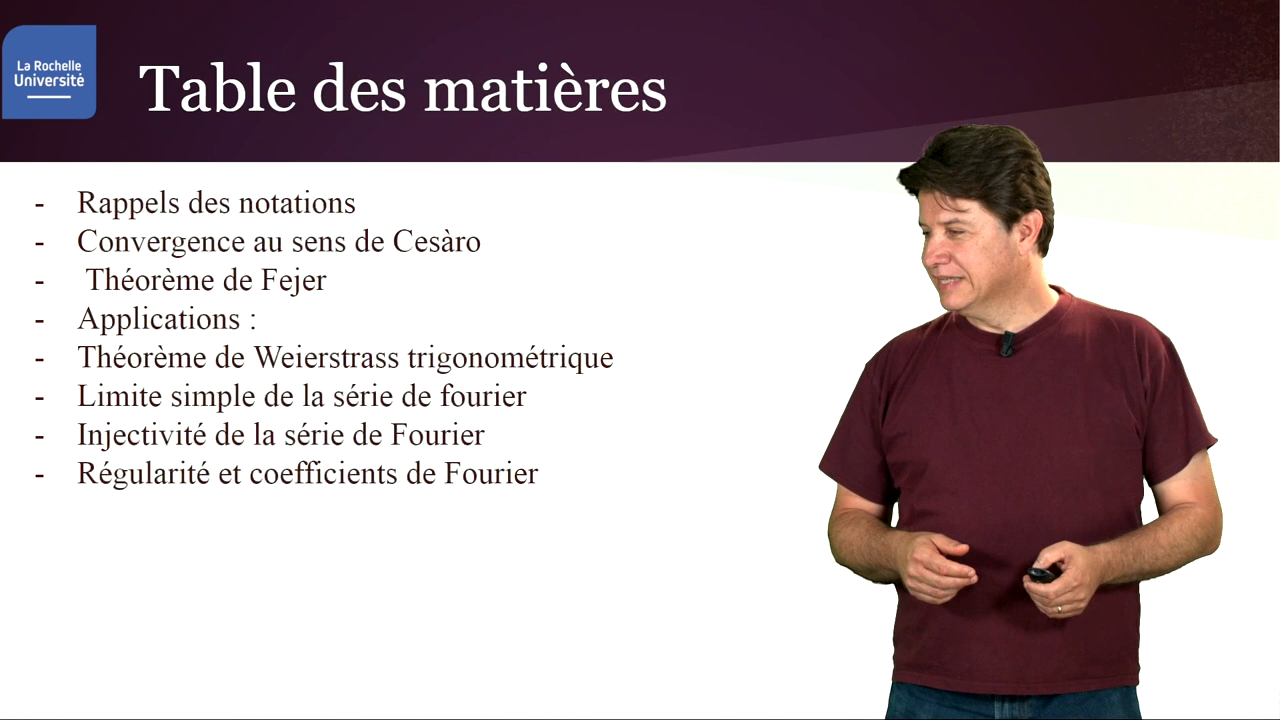 La Rochelle
Université
Table des matières
- Rappels des notations
- Convergence au sens de Cesàro
- Théorème de Fejer
- Applications :
- Théorème de Weierstrass trigonométrique
- Limite simple de la série de fourier
- Injectivité de la série de Fourier
- Régularité et coefficients de Fourier